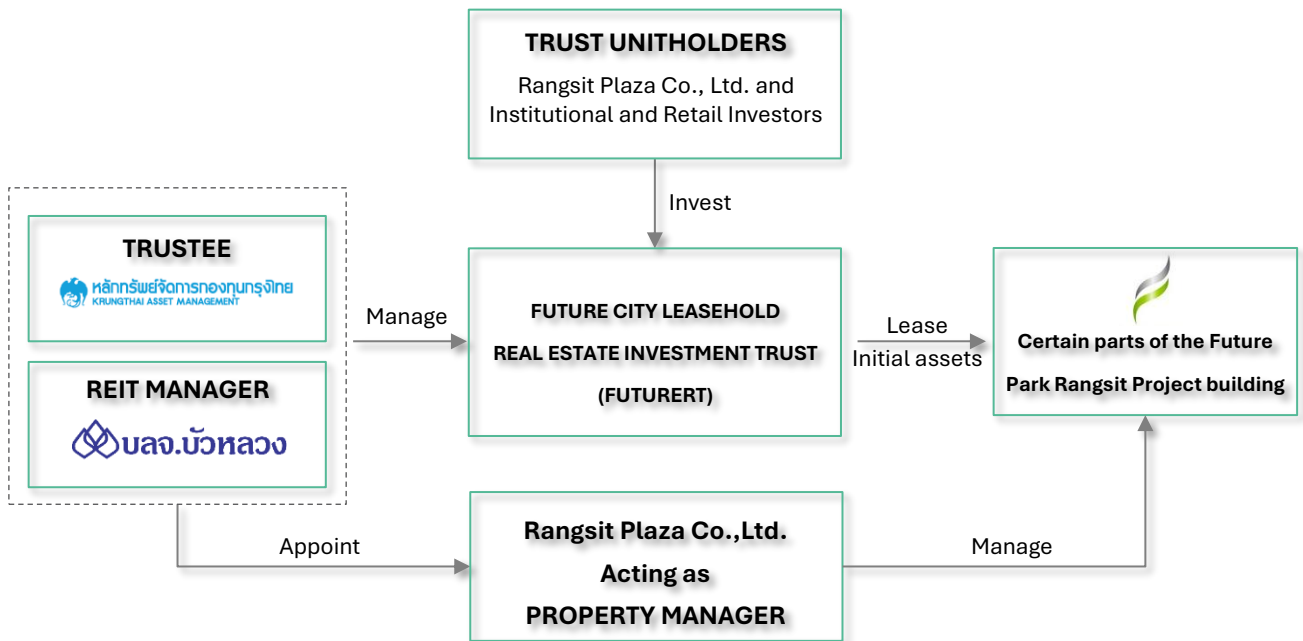 TRUST UNITHOLDERS
Rangsit Plaza Co., Ltd. and
Institutional and Retail Investors
Invest
TRUSTEE
หลักทรัพย์จัดการกองทุนกรุงไทย
KRUNGTHAI ASSET MANAGEMENT
REIT MANAGER
บลจ.บัวหลวง
Manage
FUTURE CITY LEASEHOLD
REAL ESTATE INVESTMENT TRUST
(FUTURERT)
Lease
Initial assets
Certain parts of the Future
Park Rangsit Project building
Appoint
Rangsit Plaza Co.,Ltd.
Acting as
PROPERTY MANAGER
Manage